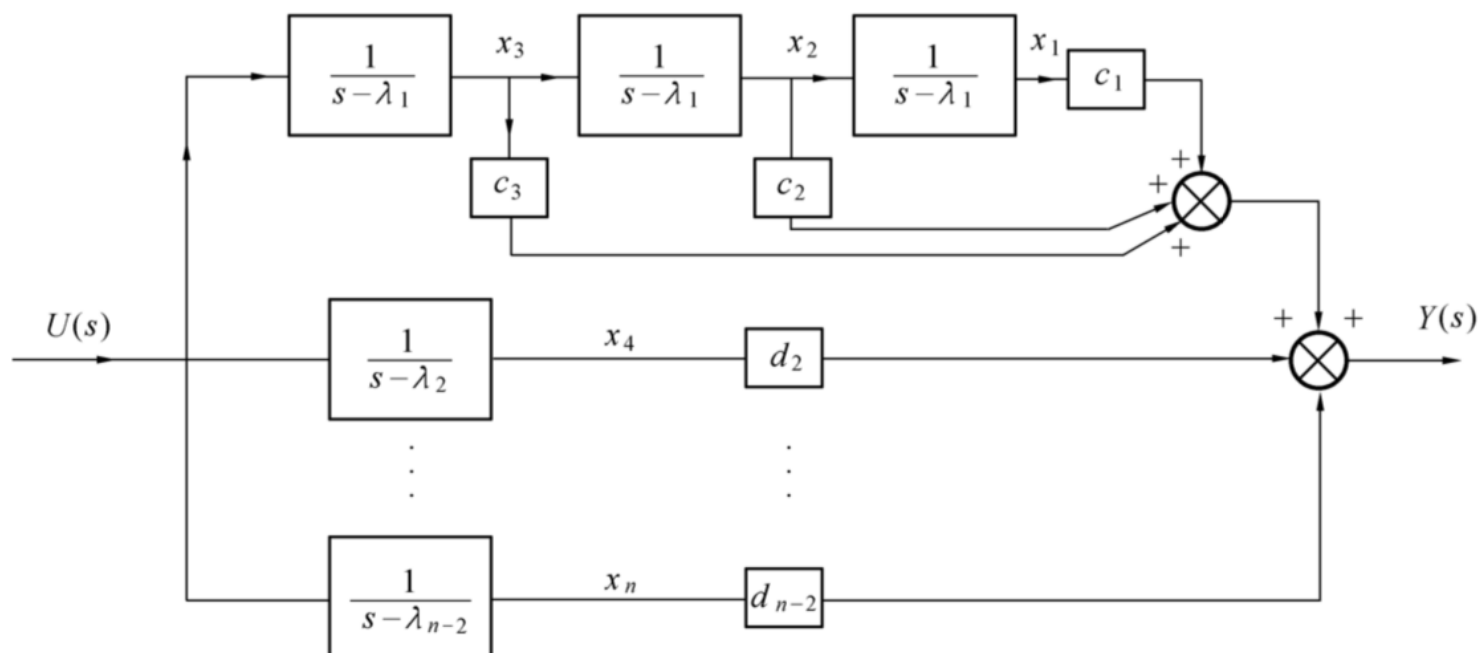 x₃ x₂ x₁
1/(s−λ₁) 1/(s−λ₁) 1/(s−λ₁) c₁
c₃ c₂ + + +
U(s) 1/(s−λ₂) x₄ d₂ + + Y(s)
⋮ ⋮
1/(s−λₙ₋₂) xₙ dₙ₋₂